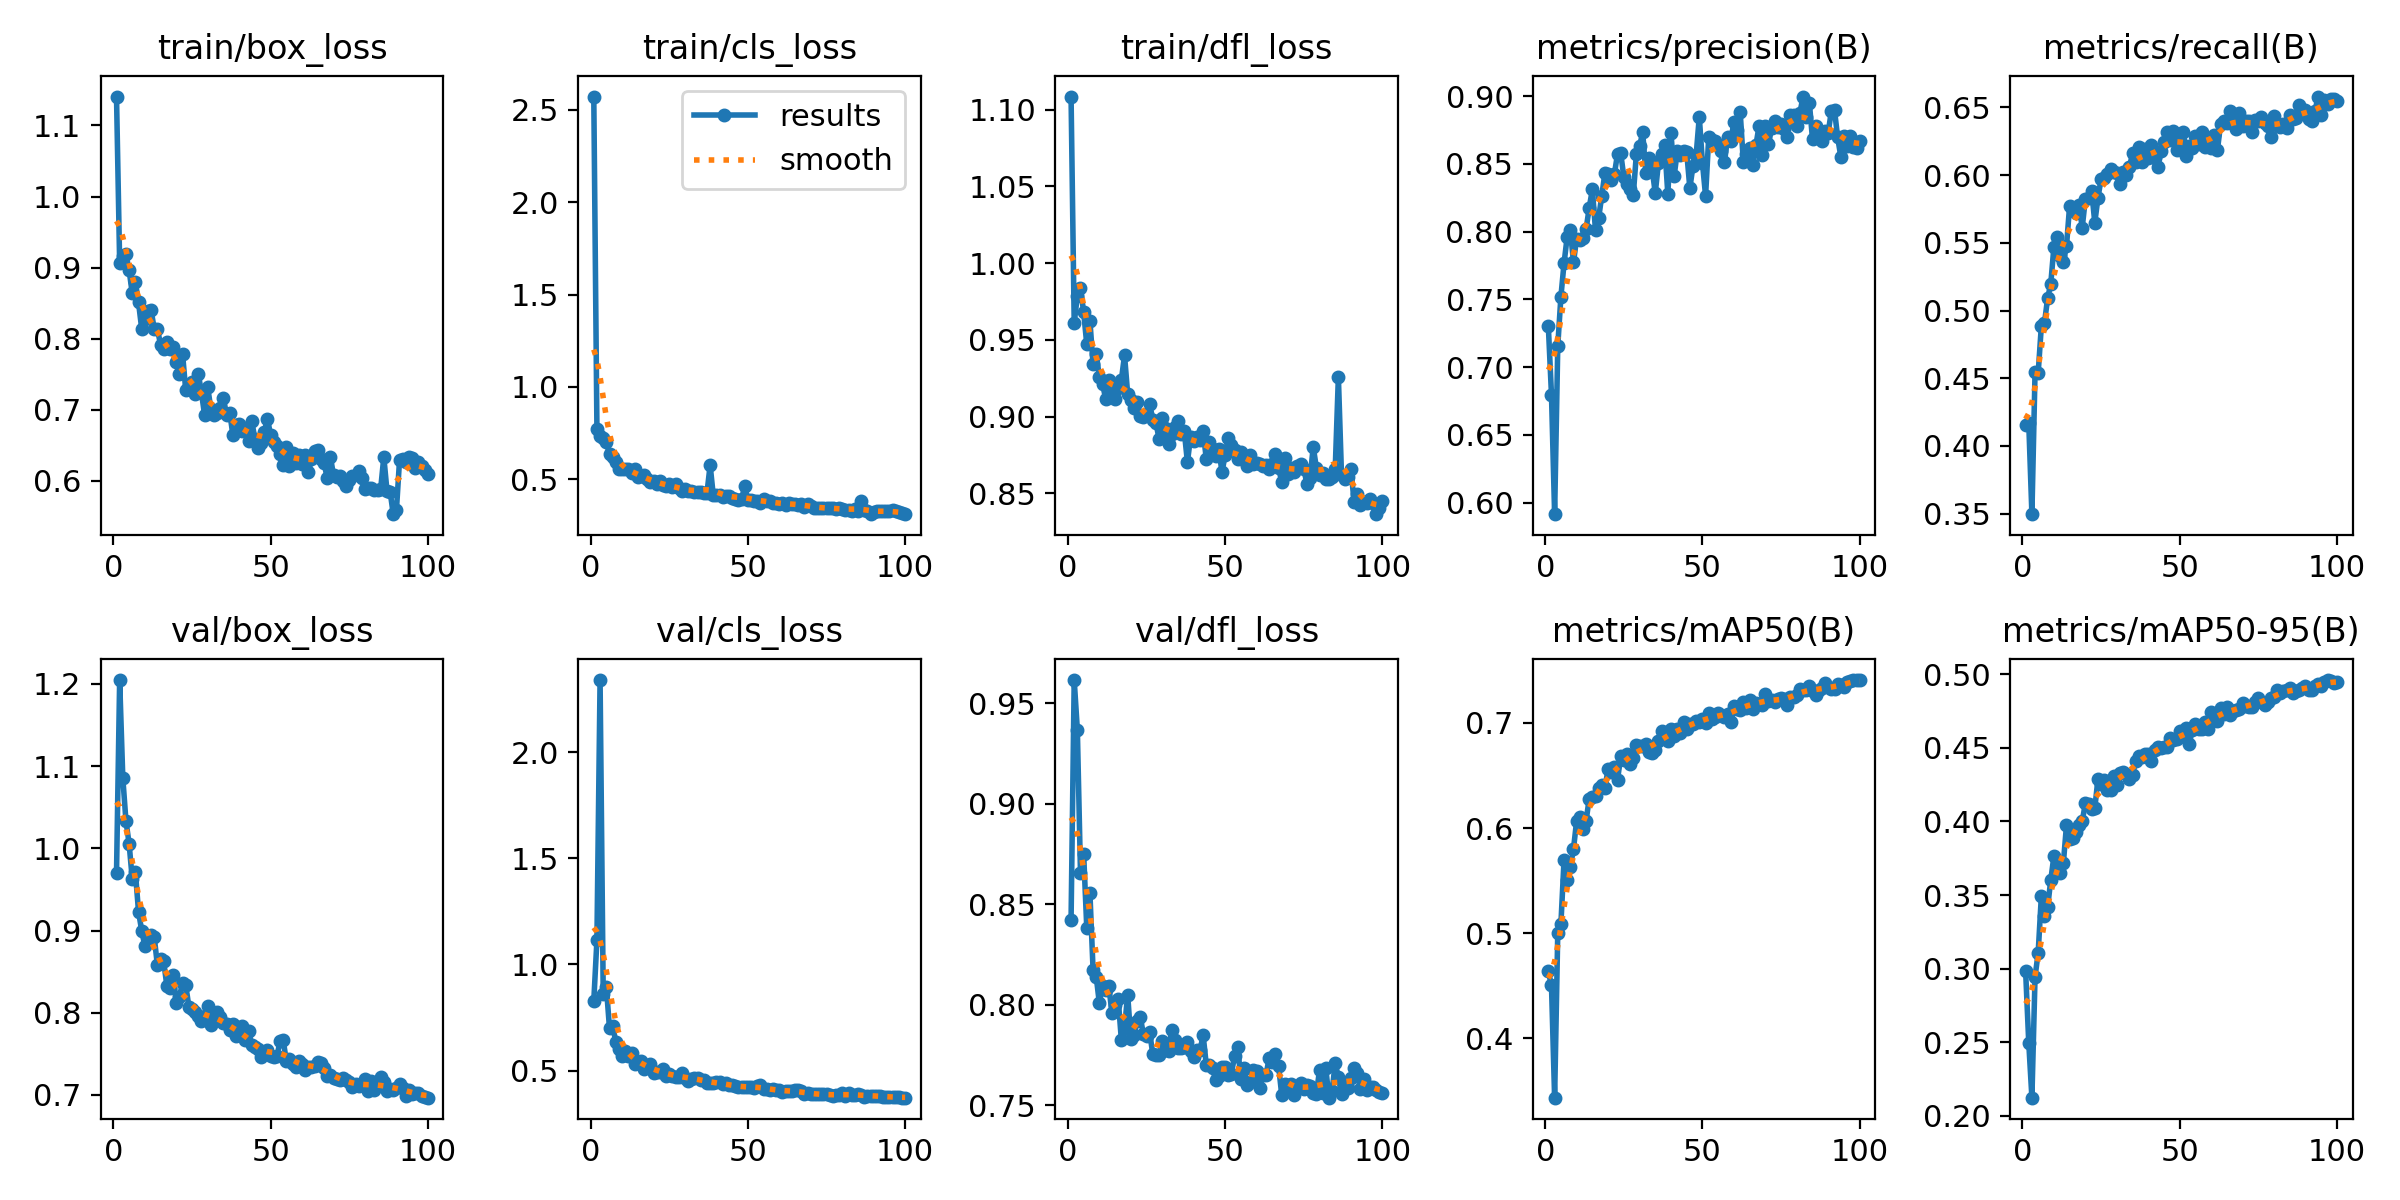 train/box_loss
1.1
1.0
0.9
0.8
0.7
0.6
0 50 100
train/cls_loss
results
smooth
2.5
2.0
1.5
1.0
0.5
0 50 100
train/dfl_loss
1.10
1.05
1.00
0.95
0.90
0.85
0 50 100
metrics/precision(B)
0.90
0.85
0.80
0.75
0.70
0.65
0.60
0 50 100
metrics/recall(B)
0.65
0.60
0.55
0.50
0.45
0.40
0.35
0 50 100
val/box_loss
1.2
1.1
1.0
0.9
0.8
0.7
0 50 100
val/cls_loss
2.0
1.5
1.0
0.5
0 50 100
val/dfl_loss
0.95
0.90
0.85
0.80
0.75
0 50 100
metrics/mAP50(B)
0.7
0.6
0.5
0.4
0 50 100
metrics/mAP50-95(B)
0.50
0.45
0.40
0.35
0.30
0.25
0.20
0 50 100